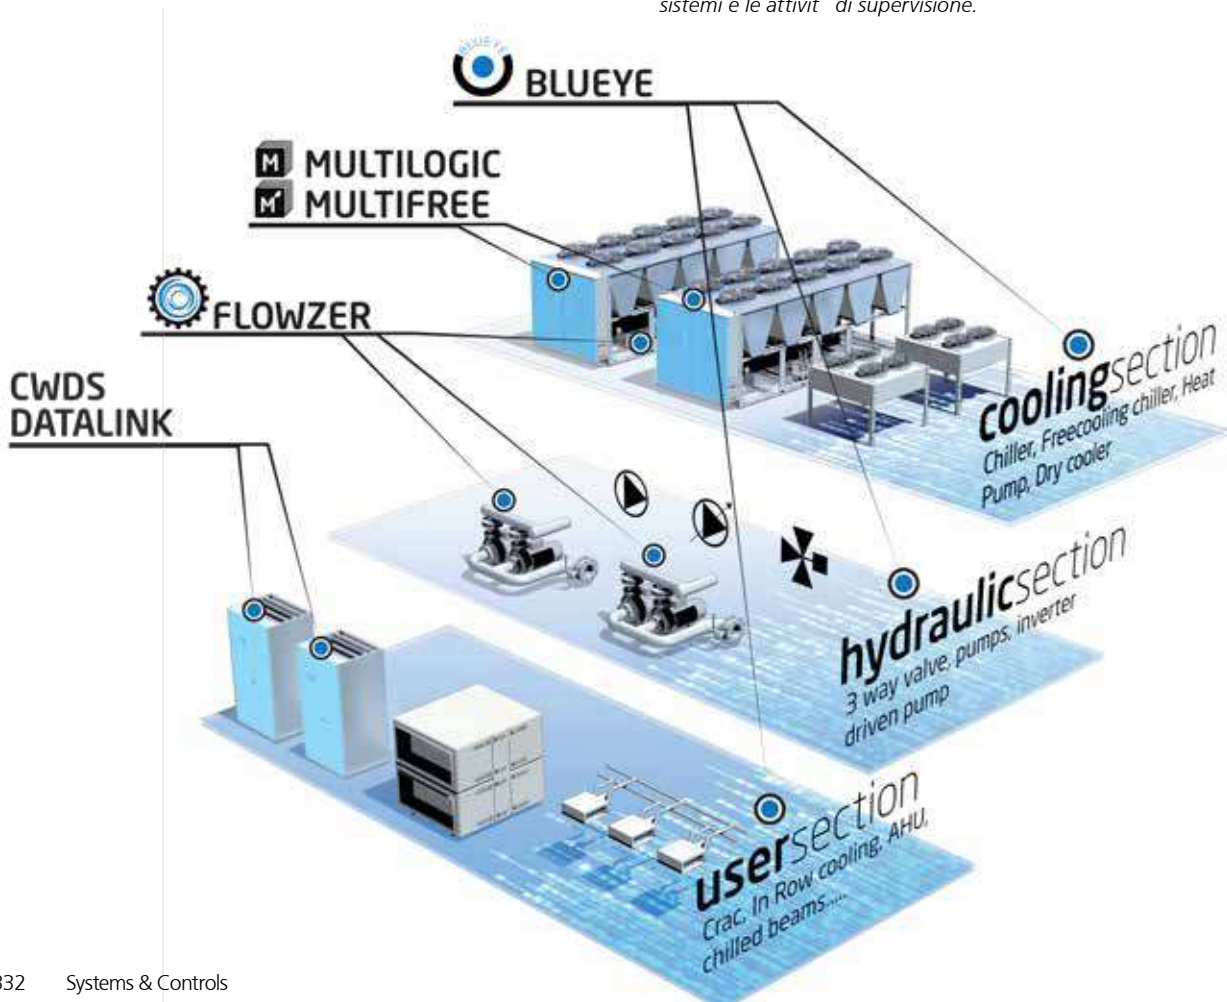 sistemi e le attivit di supervisione.
BLUEYE
BLUEYE
MULTILOGIC
MULTIFREE
FLOWZER
CWDS
DATALINK
coolingsection
Chiller, Freecooling chiller, Heat
Pump, Dry cooler
hydraulicsection
3 way valve, pumps, inverter
driven pump
usersection
Crac, In Row cooling, AHU,
chilled beams.....
332 Systems & Controls